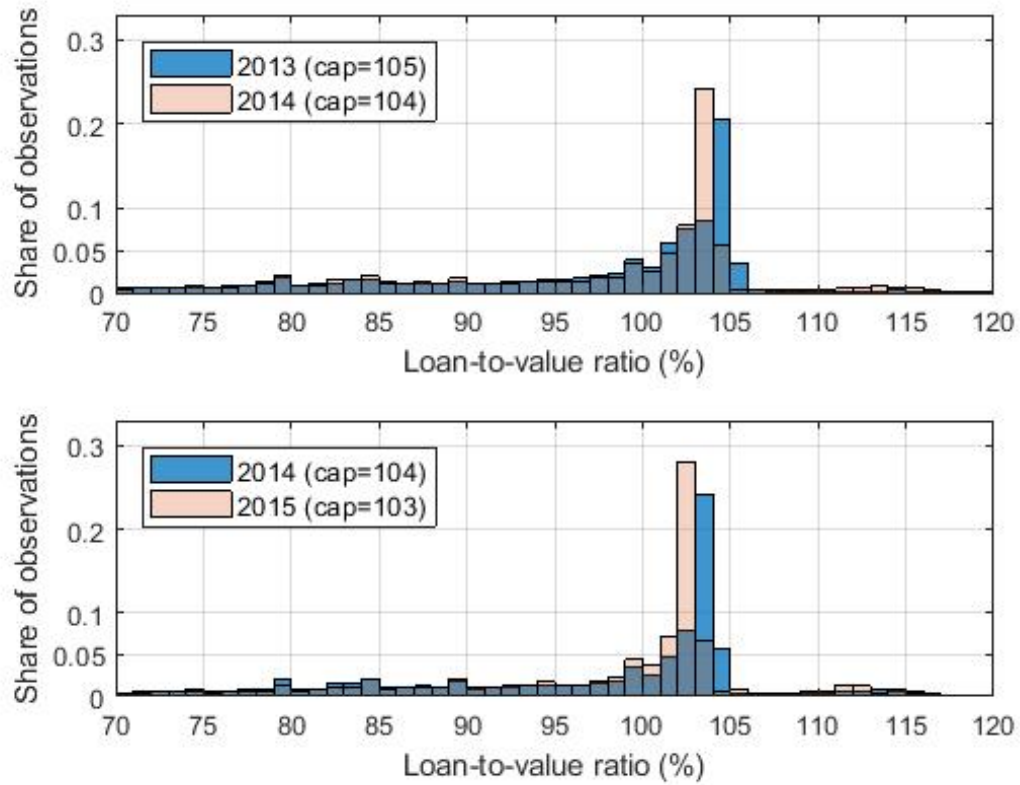 Share of observations
0.3
0.2
0.1
0.05
0
2013 (cap=105)
2014 (cap=104)
70 75 80 85 90 95 100 105 110 115 120
Loan-to-value ratio (%)
Share of observations
0.3
0.2
0.1
0.05
0
2014 (cap=104)
2015 (cap=103)
70 75 80 85 90 95 100 105 110 115 120
Loan-to-value ratio (%)